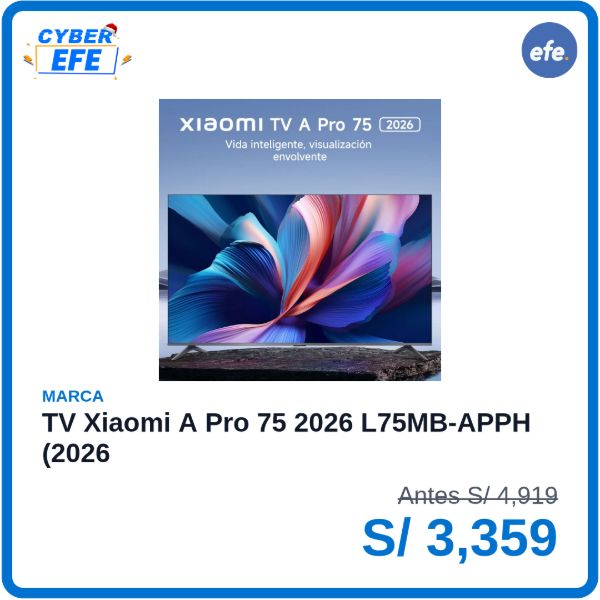 CYBER
EFE
efe.
XIAOMI TV A Pro 75 2026
Vida inteligente, visualización
envolvente
MARCA
TV Xiaomi A Pro 75 2026 L75MB-APPH
(2026
Antes S/ 4,919
S/ 3,359